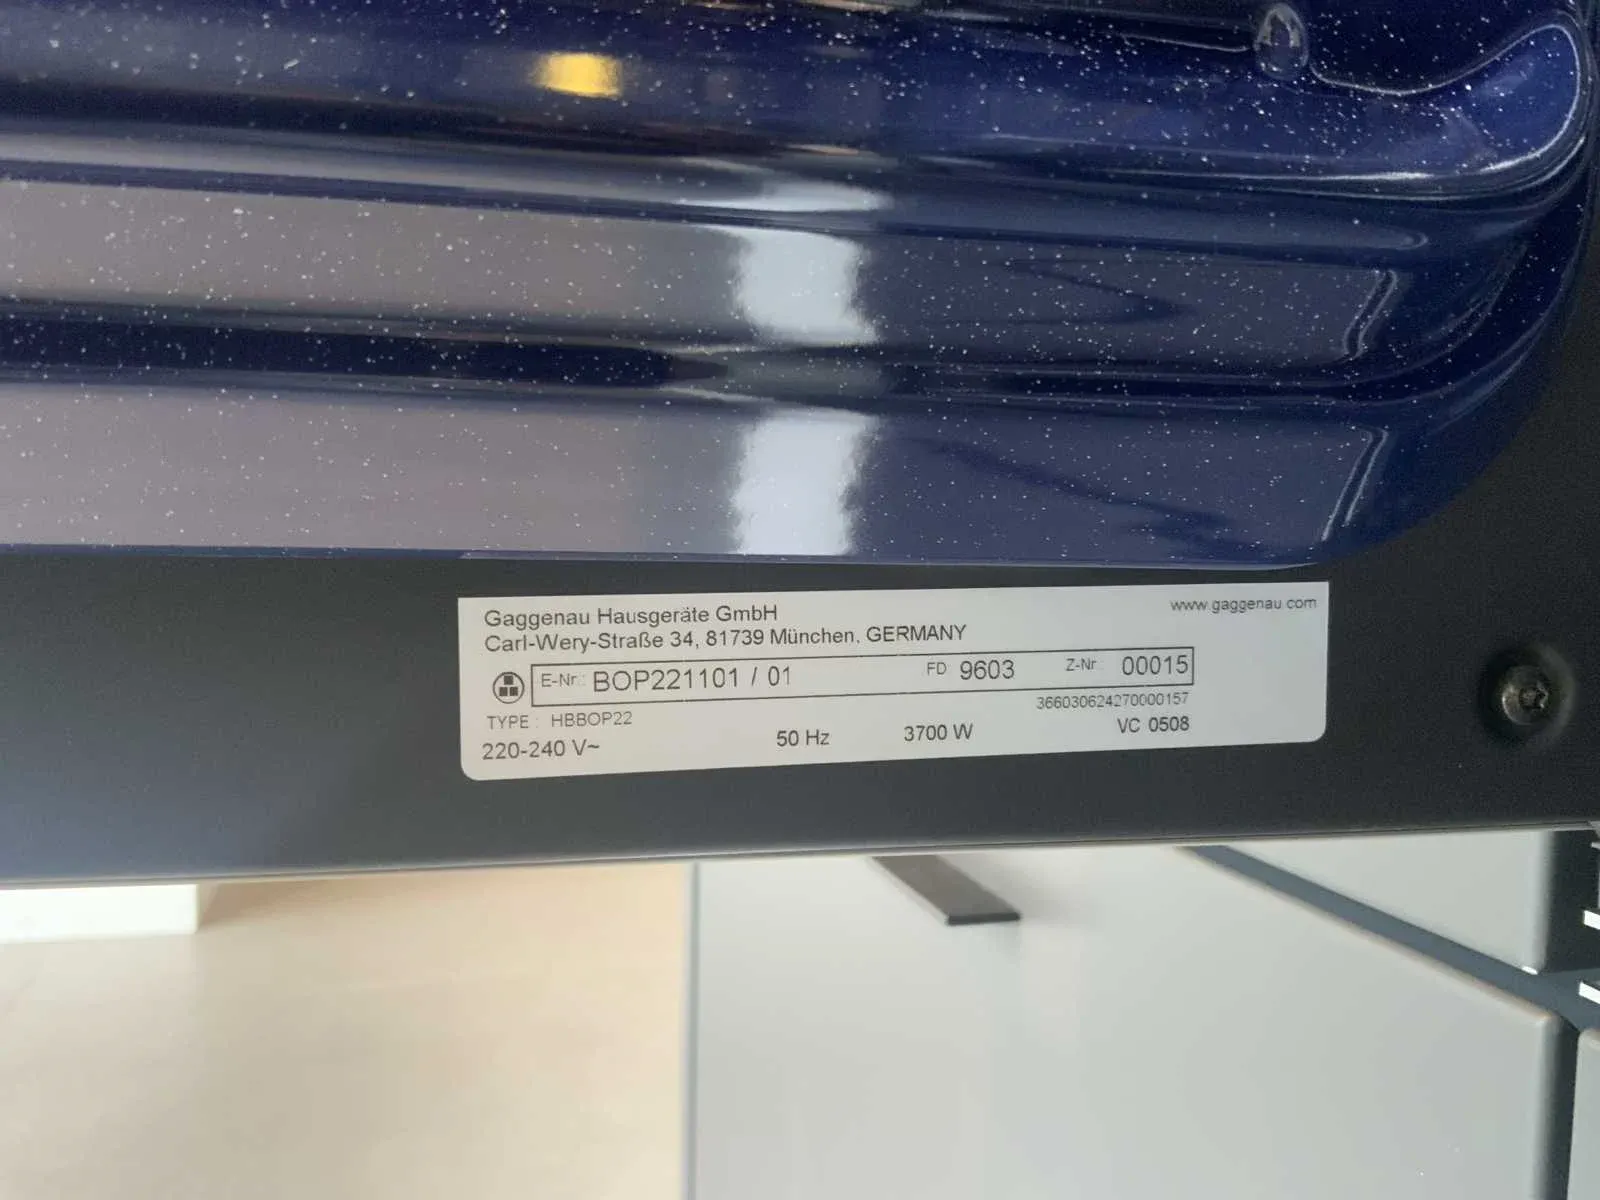 Gaggenau Hausgeräte GmbH www.gaggenau.com
Carl-Wery-Straße 34, 81739 München, GERMANY
E-Nr.: BOP221101 / 01 FD 9603 Z-Nr. 00015
TYPE : HBBOP22 366030624270000157
220-240 V~ 50 Hz 3700 W VC 0508